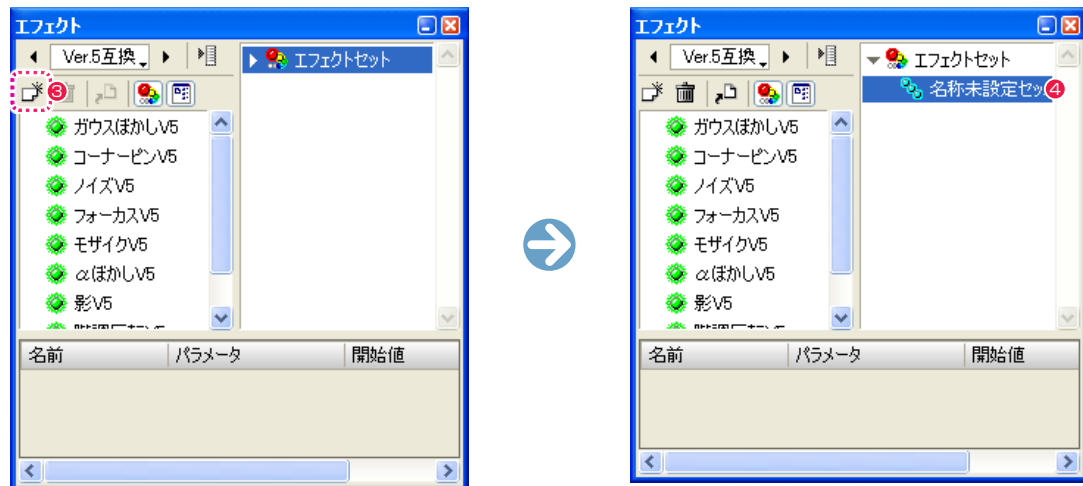 エフェクト
Ver.5互換
エフェクトセット
❸
ガウスぼかしV5
コーナーピンV5
ノイズV5
フォーカスV5
モザイクV5
αぼかしV5
影V5
名前 パラメータ 開始値
エフェクト
Ver.5互換
エフェクトセット
名称未設定セッ
❹
ガウスぼかしV5
コーナーピンV5
ノイズV5
フォーカスV5
モザイクV5
αぼかしV5
影V5
名前 パラメータ 開始値